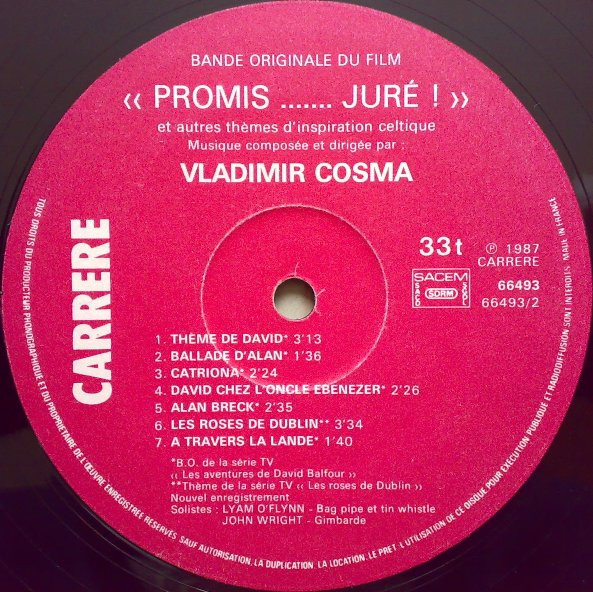 BANDE ORIGINALE DU FILM
‹‹ PROMIS ....... JURÉ ! ››
et autres thèmes d'inspiration celtique
Musique composée et dirigée par :
VLADIMIR COSMA
CARRERE
33t
℗ 1987
CARRERE
SACEM
SACD
SDRM
SGDL
66493
66493/2
1. THÈME DE DAVID* 3'13
2. BALLADE D'ALAN* 1'36
3. CATRIONA* 2'24
4. DAVID CHEZ L'ONCLE EBENEZER* 2'26
5. ALAN BRECK* 2'35
6. LES ROSES DE DUBLIN** 3'34
7. A TRAVERS LA LANDE* 1'40
*B.O. de la série TV
‹‹ Les aventures de David Balfour ››
**Thème de la série TV ‹‹ Les roses de Dublin ››
Nouvel enregistrement
Solistes : LYAM O'FLYNN - Bag pipe et tin whistle
JOHN WRIGHT - Gimbarde
TOUS DROITS DU PRODUCTEUR PHONOGRAPHIQUE ET DU PROPRIETAIRE DE L'ŒUVRE ENREGISTREE RESERVES. SAUF AUTORISATION, LA DUPLICATION, LA LOCATION, LE PRET, L'UTILISATION DE CE DISQUE POUR EXECUTION PUBLIQUE ET RADIODIFFUSION SONT INTERDITS. MADE IN FRANCE